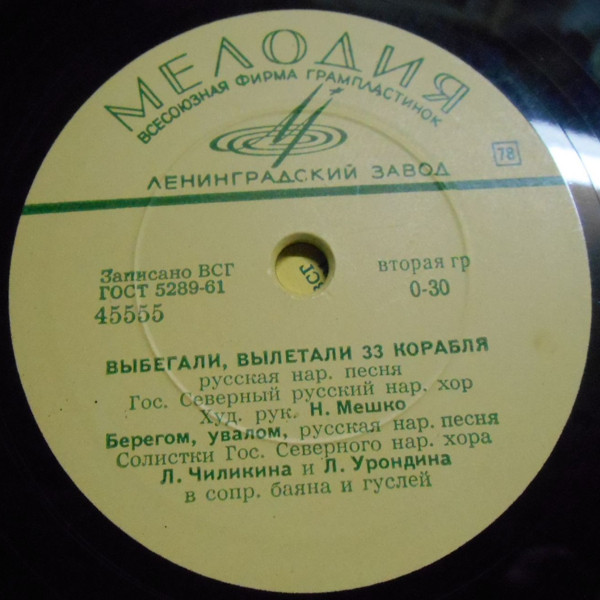 МЕЛОДИЯ
ВСЕСОЮЗНАЯ ФИРМА ГРАМПЛАСТИНОК
78
ЛЕНИНГРАДСКИЙ ЗАВОД
Записано ВСГ
ГОСТ 5289-61
45555
вторая гр
0-30
ВЫБЕГАЛИ, ВЫЛЕТАЛИ 33 КОРАБЛЯ
русская нар. песня
Гос. Северный русский нар. хор
Худ. рук. Н. Мешко
Берегом, увалом, русская нар. песня
Солистки Гос. Северного нар. хора
Л. Чиликина и Л. Урондина
в сопр. баяна и гуслей